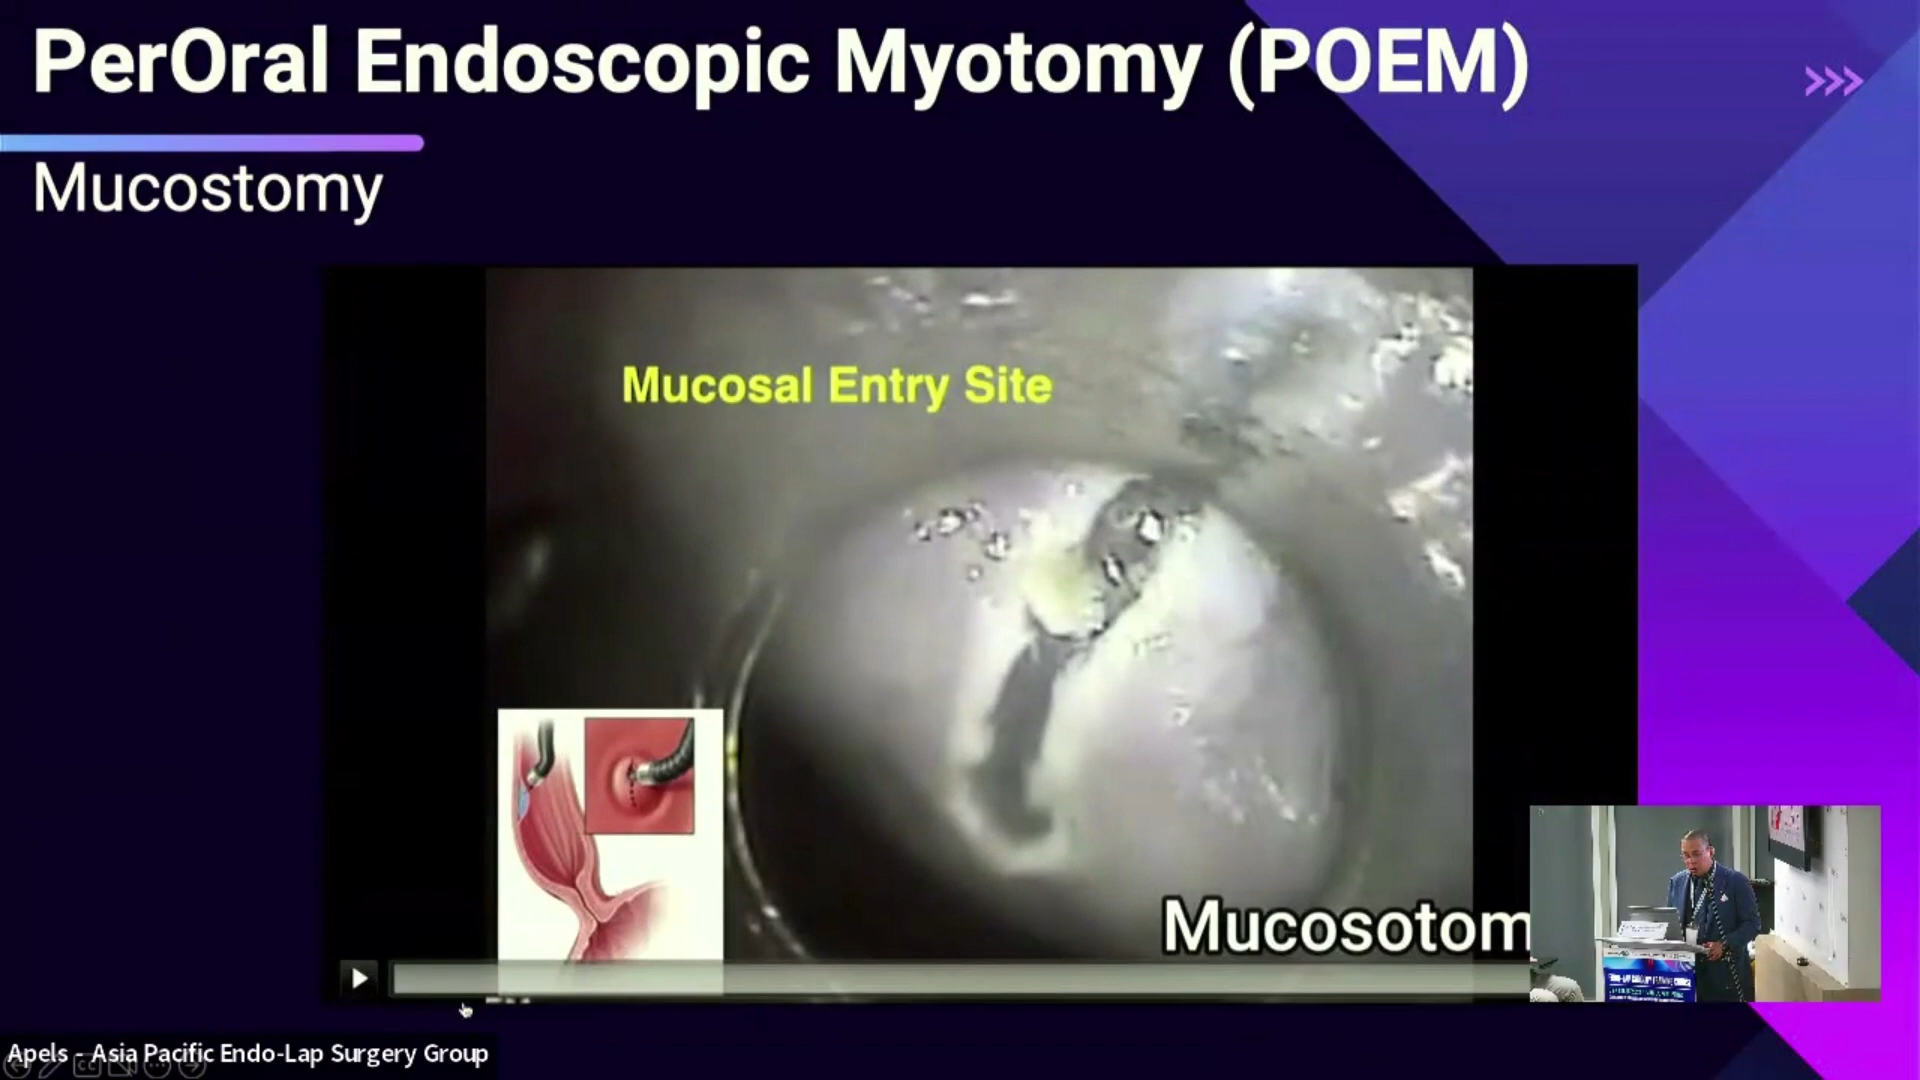 PerOral Endoscopic Myotomy (POEM)
Mucostomy
Mucosal Entry Site
Mucosotom
Apels - Asia Pacific Endo-Lap Surgery Group